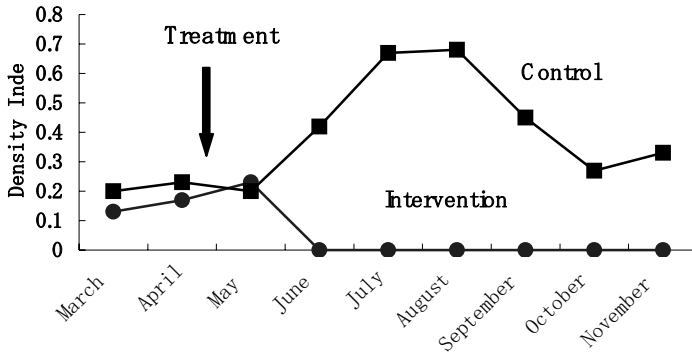 0.8
0.7
0.6
0.5
0.4
0.3
0.2
0.1
0
Density Inde
Treatment
Control
Intervention
March
April
May
June
July
August
September
October
November